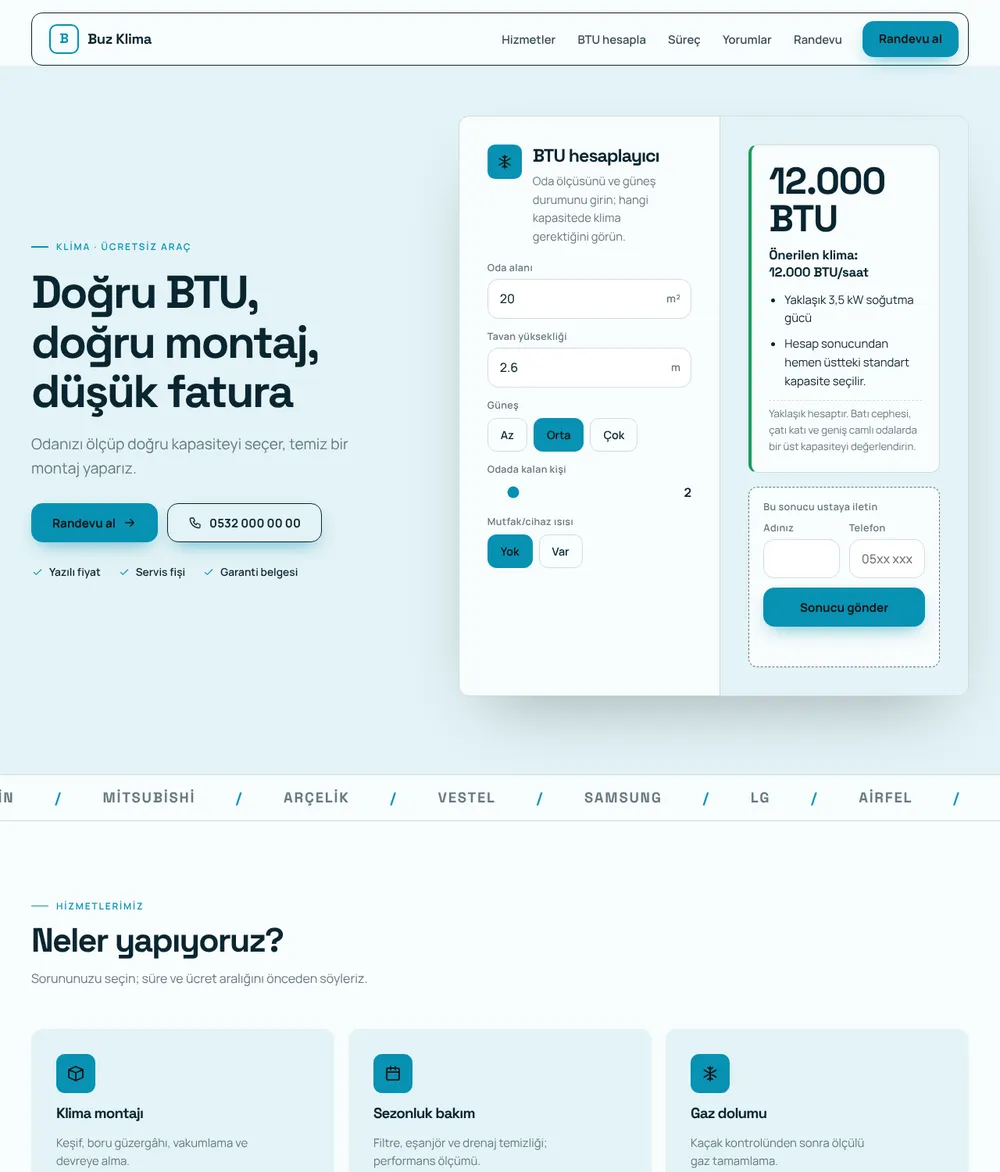 B Buz Klima
Hizmetler BTU hesapla Süreç Yorumlar Randevu Randevu al
KLİMA · ÜCRETSİZ ARAÇ
Doğru BTU,
doğru montaj,
düşük fatura
Odanızı ölçüp doğru kapasiteyi seçer, temiz bir
montaj yaparız.
Randevu al →
0532 000 00 00
Yazılı fiyat Servis fişi Garanti belgesi
BTU hesaplayıcı
Oda ölçüsünü ve güneş
durumunu girin; hangi
kapasitede klima
gerektiğini görün.
Oda alanı
20 m²
Tavan yüksekliği
2.6 m
Güneş
Az Orta Çok
Odada kalan kişi
2
Mutfak/cihaz ısısı
Yok Var
12.000
BTU
Önerilen klima:
12.000 BTU/saat
• Yaklaşık 3,5 kW soğutma
gücü
• Hesap sonucundan
hemen üstteki standart
kapasite seçilir.
Yaklaşık hesaptır. Batı cephesi,
çatı katı ve geniş camlı odalarda
bir üst kapasiteyi değerlendirin.
Bu sonucu ustaya iletin
Adınız Telefon
05xx xxx
Sonucu gönder
İN / MİTSUBİSHİ / ARÇELİK / VESTEL / SAMSUNG / LG / AİRFEL /
HİZMETLERİMİZ
Neler yapıyoruz?
Sorununuzu seçin; süre ve ücret aralığını önceden söyleriz.
Klima montajı
Keşif, boru güzergâhı, vakumlama ve
devreye alma.
Sezonluk bakım
Filtre, eşanjör ve drenaj temizliği;
performans ölçümü.
Gaz dolumu
Kaçak kontrolünden sonra ölçülü
gaz tamamlama.